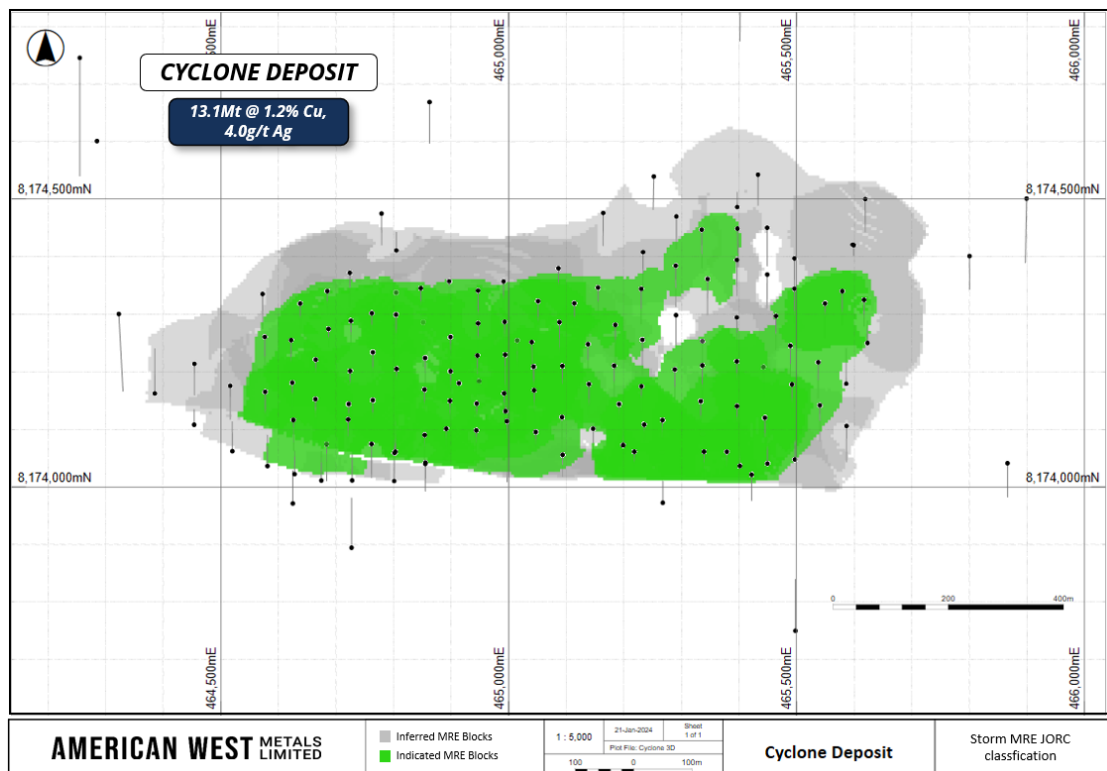 464,500mE
465,000mE
465,500mE
466,000mE
CYCLONE DEPOSIT
13.1Mt @ 1.2% Cu,
4.0g/t Ag
8,174,500mN
8,174,500mN
8,174,000mN
8,174,000mN
0 200 400m
464,500mE
465,000mE
465,500mE
466,000mE
AMERICAN WEST METALS LIMITED
Inferred MRE Blocks
Indicated MRE Blocks
1 : 5,000
21-Jan-2024
Sheet
1 of 1
Plot File: Cyclone 3D
100 0 100m
Cyclone Deposit
Storm MRE JORC
classfication